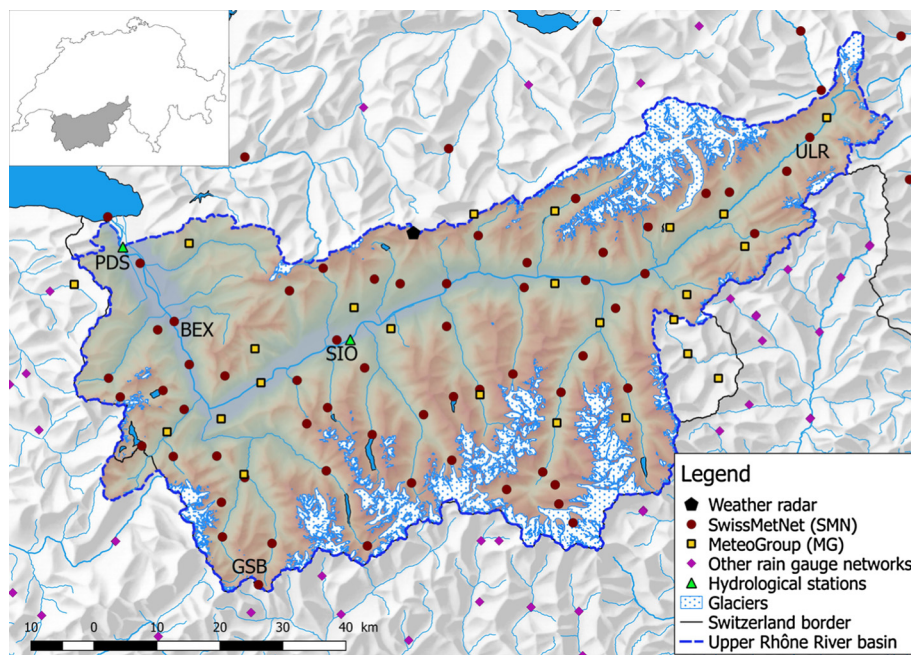 ULR
PDS
BEX
SIO
GSB
Legend
Weather radar
SwissMetNet (SMN)
MeteoGroup (MG)
Other rain gauge networks
Hydrological stations
Glaciers
Switzerland border
Upper Rhône River basin
10 0 10 20 30 40 km